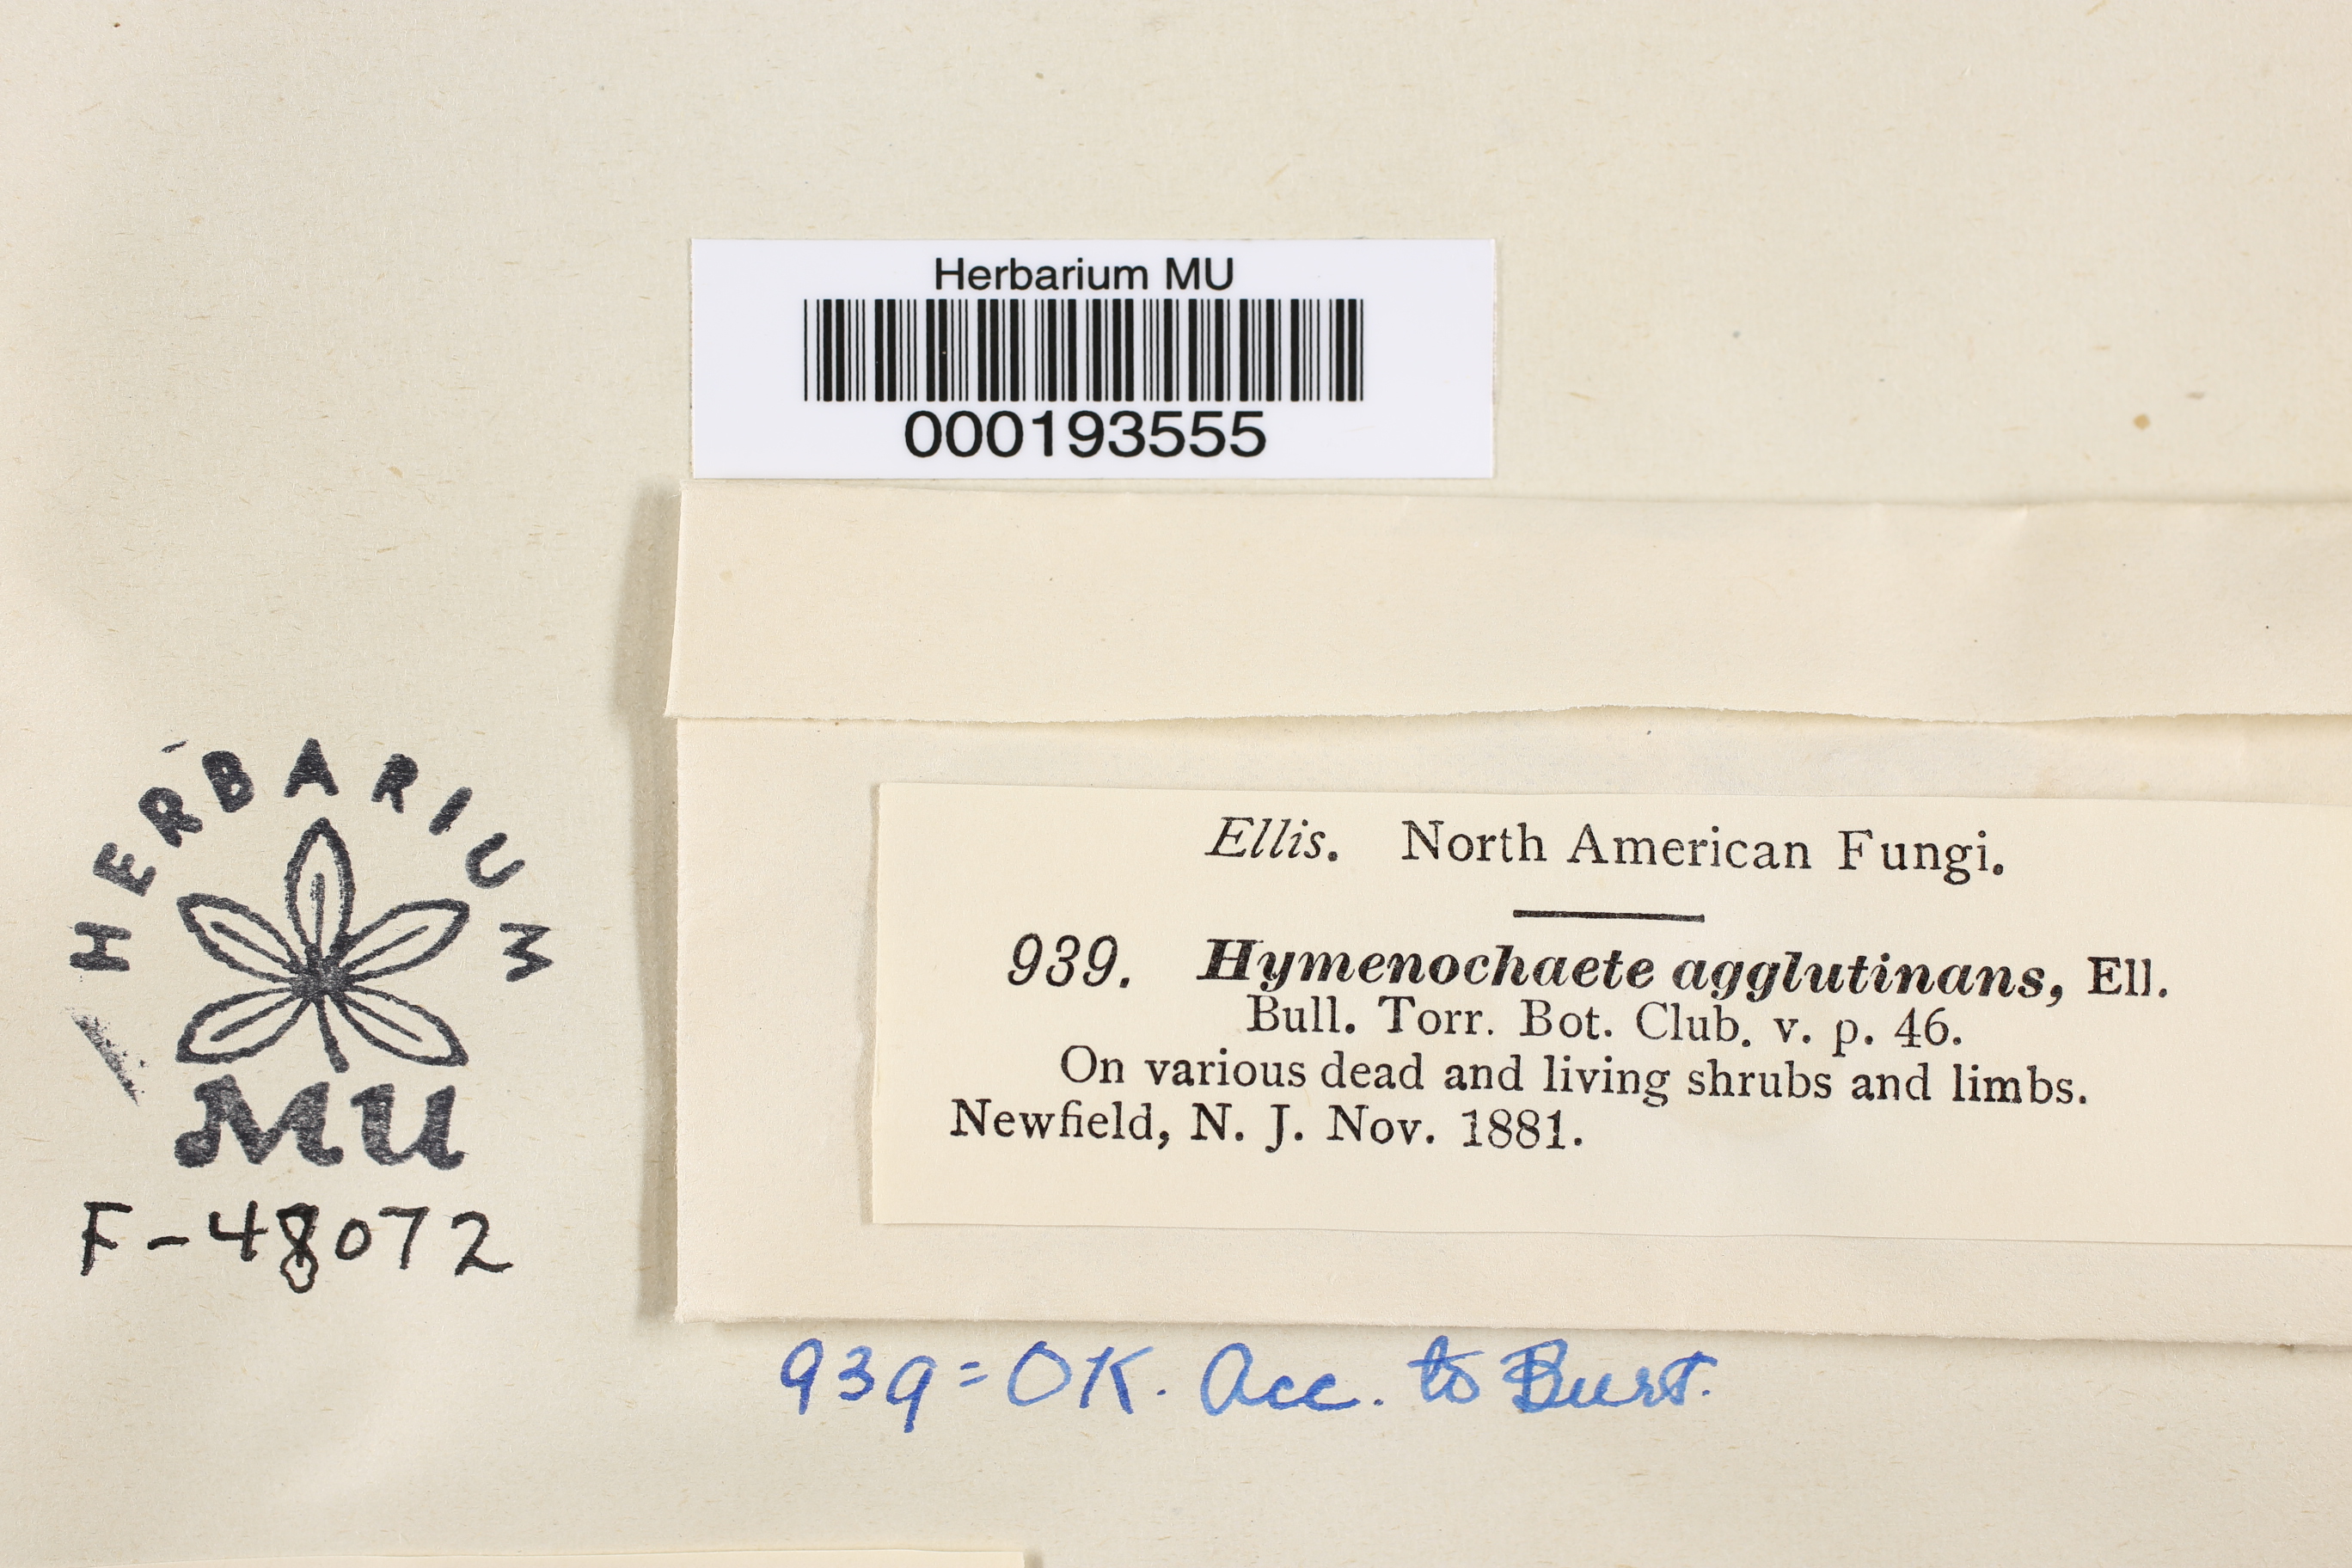 Herbarium MU
000193555
HERBARIUM
MU
F-48072
Ellis. North American Fungi.
939. Hymenochaete agglutinans, Ell.
Bull. Torr. Bot. Club. v. p. 46.
On various dead and living shrubs and limbs.
Newfield, N. J. Nov. 1881.
939 = OK. Acc. to Burt.